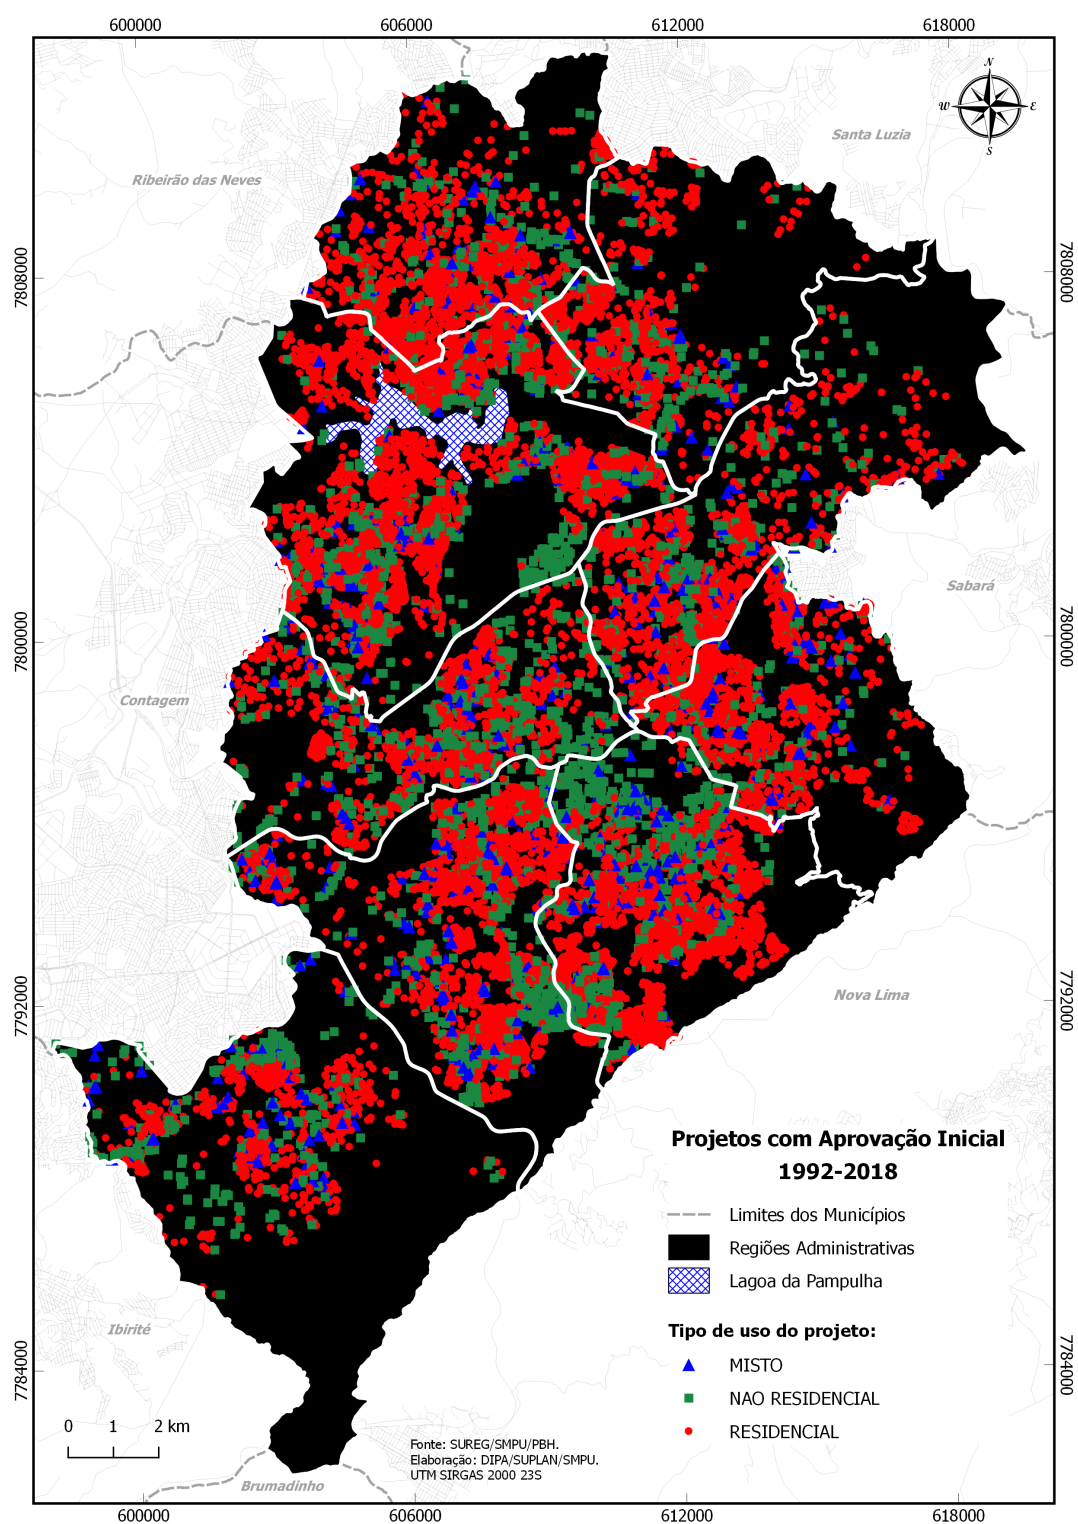 600000 606000 612000 618000
N
W E
S
Santa Luzia
Ribeirão das Neves
7808000 7808000
Sabará
7800000 7800000
Contagem
7792000 7792000
Nova Lima
Projetos com Aprovação Inicial
1992-2018
Limites dos Municípios
Regiões Administrativas
Lagoa da Pampulha
Ibirité
Tipo de uso do projeto:
7784000 7784000
MISTO
NAO RESIDENCIAL
RESIDENCIAL
0 1 2 km
Fonte: SUREG/SMPU/PBH.
Elaboração: DIPA/SUPLAN/SMPU.
UTM SIRGAS 2000 23S
Brumadinho
600000 606000 612000 618000